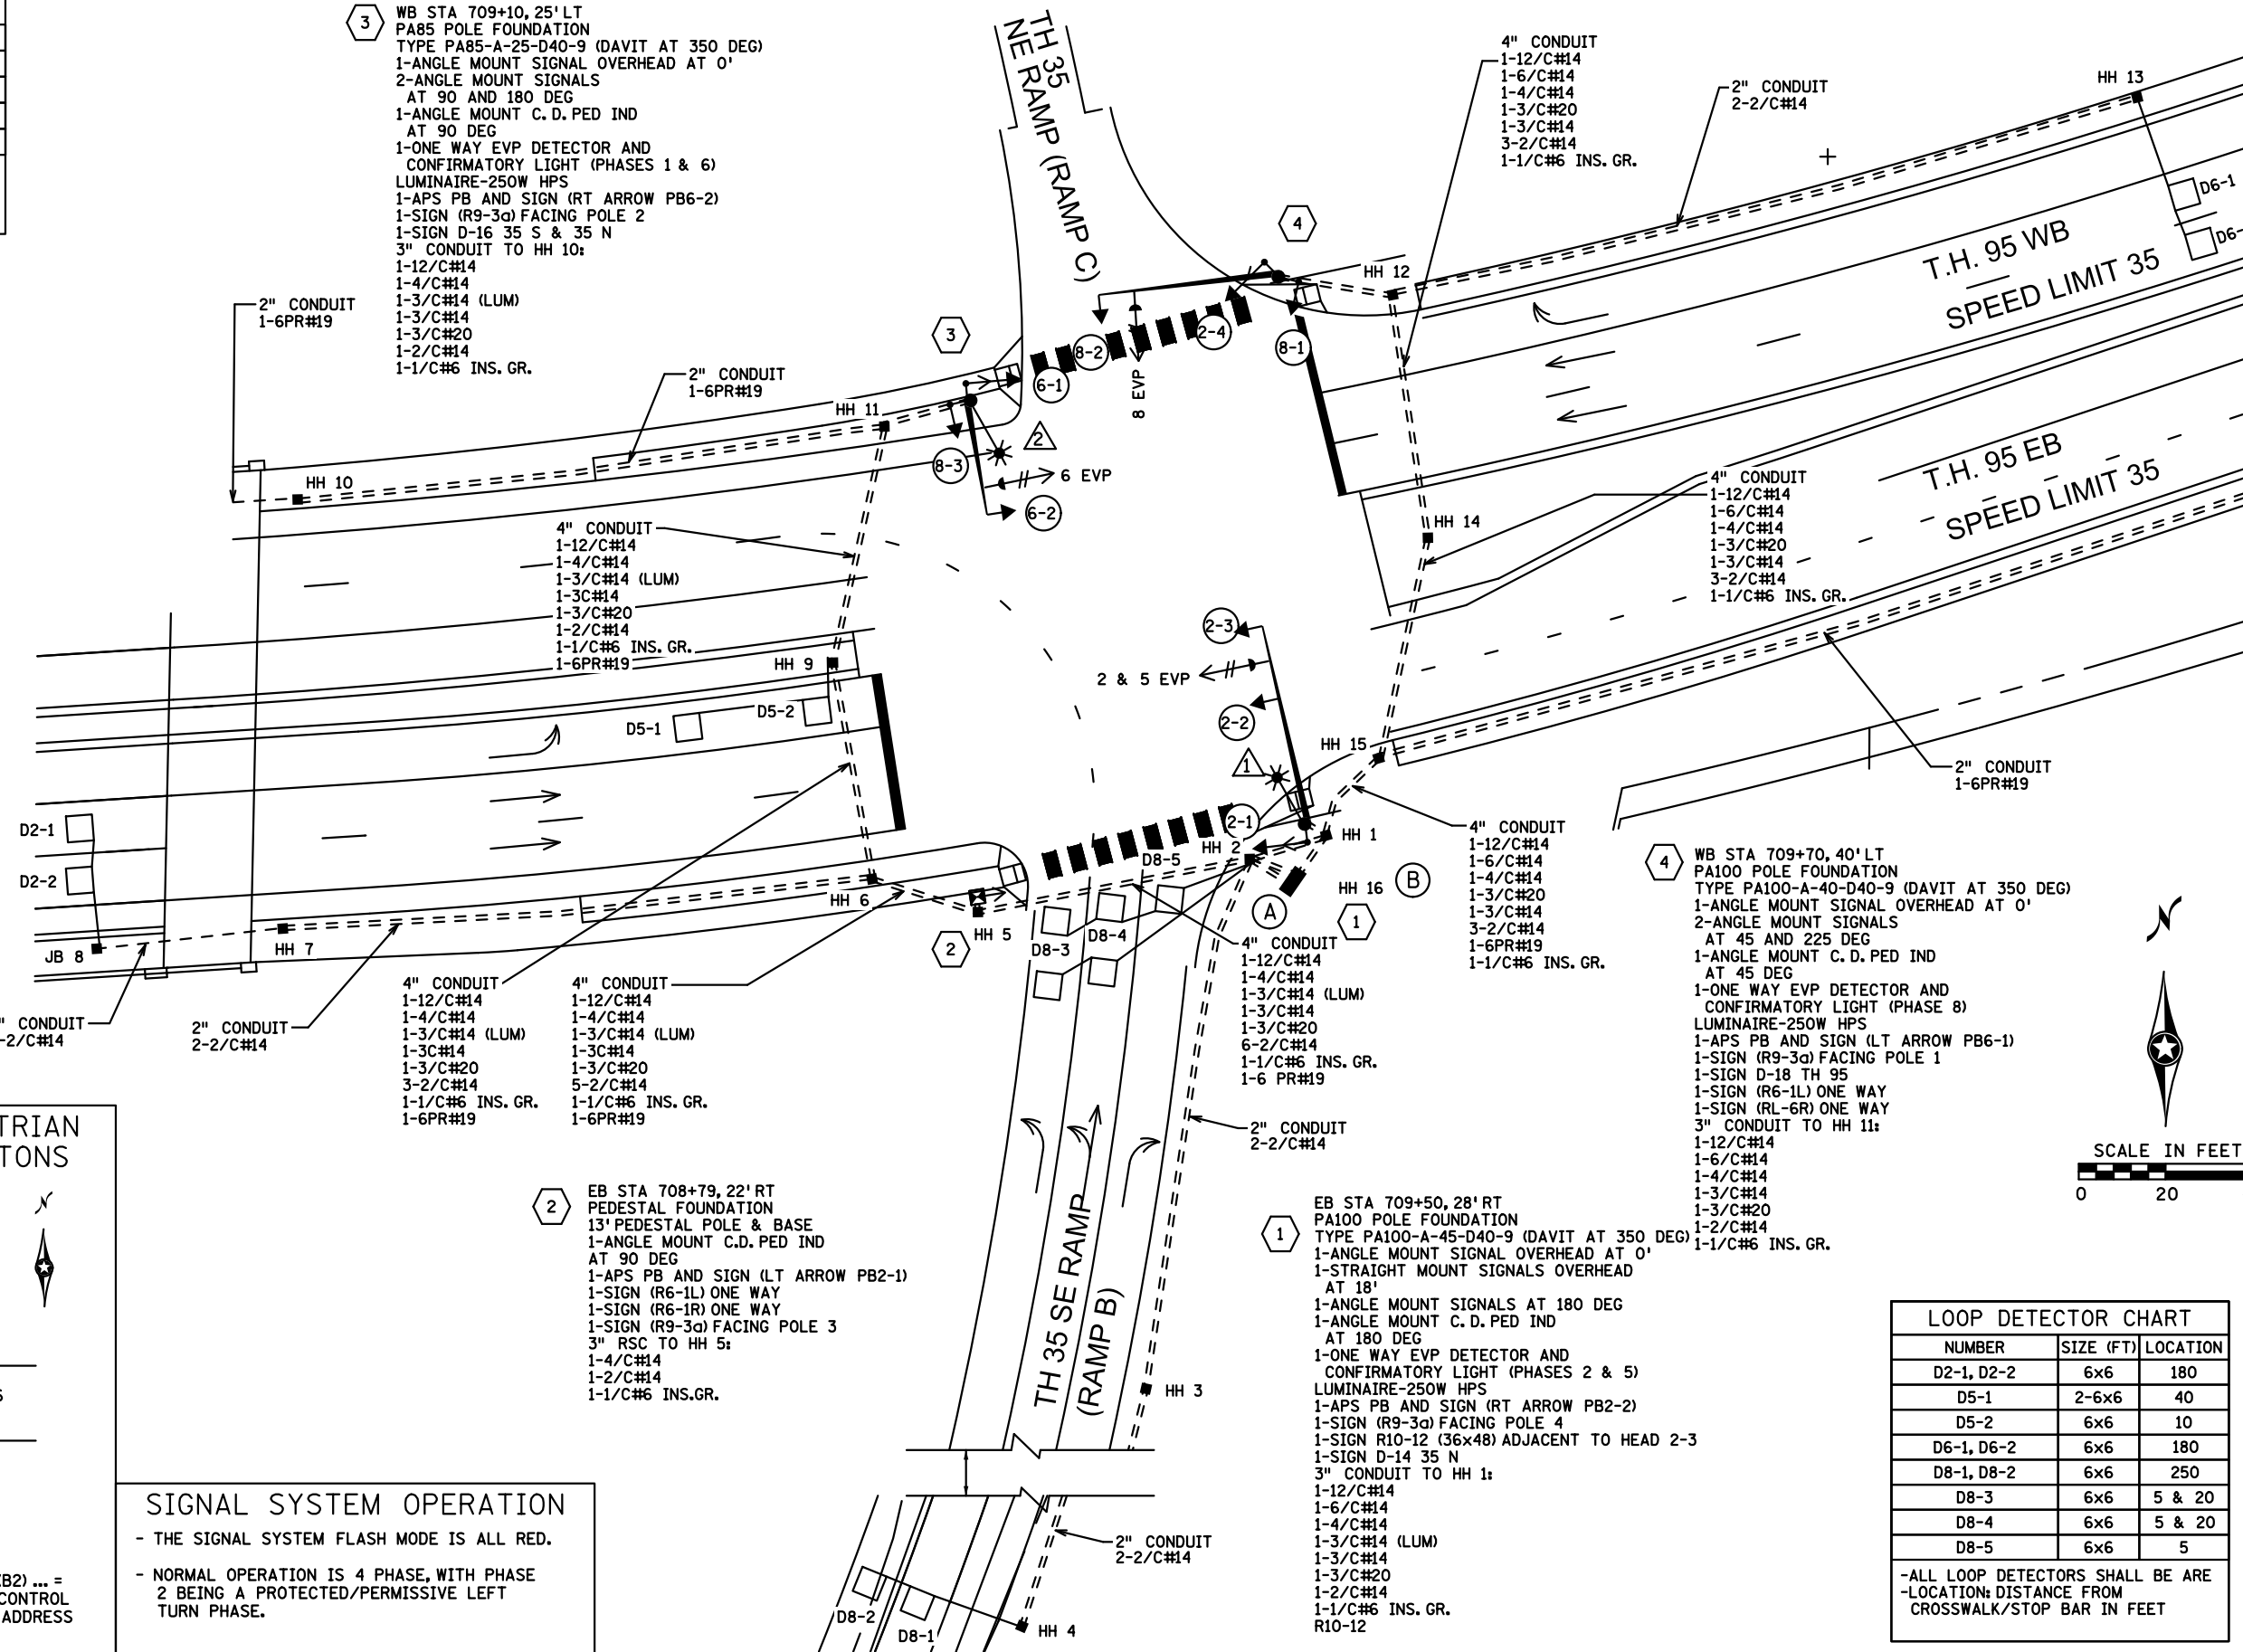 3
WB STA 709+10, 25' LT
PA85 POLE FOUNDATION
TYPE PA85-A-25-D40-9 (DAVIT AT 350 DEG)
1-ANGLE MOUNT SIGNAL OVERHEAD AT 0'
2-ANGLE MOUNT SIGNALS
AT 90 AND 180 DEG
1-ANGLE MOUNT C.D. PED IND
AT 90 DEG
1-ONE WAY EVP DETECTOR AND
CONFIRMATORY LIGHT (PHASES 1 & 6)
LUMINAIRE-250W HPS
1-APS PB AND SIGN (RT ARROW PB6-2)
1-SIGN (R9-3a) FACING POLE 2
1-SIGN D-16 35 S & 35 N
3" CONDUIT TO HH 10:
1-12/C#14
1-4/C#14
1-3/C#14 (LUM)
1-3/C#14
1-3/C#20
1-2/C#14
1-1/C#6 INS. GR.
2" CONDUIT
1-6PR#19
2" CONDUIT
1-6PR#19
TH 35
NE RAMP (RAMP C)
4" CONDUIT
1-12/C#14
1-6/C#14
1-4/C#14
1-3/C#20
1-3/C#14
3-2/C#14
1-1/C#6 INS. GR.
2" CONDUIT
2-2/C#14
HH 13
D6-1
D6-
T.H. 95 WB
SPEED LIMIT 35
T.H. 95 EB
SPEED LIMIT 35
4
HH 12
3
8-2
2-4
8-1
6-1
8 EVP
HH 11
2
8-3
6 EVP
6-2
HH 10
4" CONDUIT
1-12/C#14
1-4/C#14
1-3/C#14 (LUM)
1-3C#14
1-3/C#20
1-2/C#14
1-1/C#6 INS. GR.
1-6PR#19
HH 14
4" CONDUIT
1-12/C#14
1-6/C#14
1-4/C#14
1-3/C#20
1-3/C#14
3-2/C#14
1-1/C#6 INS. GR.
HH 9
D5-1
D5-2
2-3
2 & 5 EVP
2-2
1
HH 15
2" CONDUIT
1-6PR#19
2-1
HH 1
HH 2
D2-1
D2-2
JB 8
HH 7
HH 6
HH 5
2
D8-3
D8-4
D8-5
A
B
HH 16
1
4" CONDUIT
1-12/C#14
1-6/C#14
1-4/C#14
1-3/C#20
1-3/C#14
3-2/C#14
1-6PR#19
1-1/C#6 INS. GR.
4" CONDUIT
1-12/C#14
1-4/C#14
1-3/C#14 (LUM)
1-3/C#14
1-3/C#20
6-2/C#14
1-1/C#6 INS. GR.
1-6 PR#19
" CONDUIT
-2/C#14
2" CONDUIT
2-2/C#14
4" CONDUIT
1-12/C#14
1-4/C#14
1-3/C#14 (LUM)
1-3C#14
1-3/C#20
3-2/C#14
1-1/C#6 INS. GR.
1-6PR#19
4" CONDUIT
1-12/C#14
1-4/C#14
1-3/C#14 (LUM)
1-3C#14
1-3/C#20
5-2/C#14
1-1/C#6 INS. GR.
1-6PR#19
4
WB STA 709+70, 40' LT
PA100 POLE FOUNDATION
TYPE PA100-A-40-D40-9 (DAVIT AT 350 DEG)
1-ANGLE MOUNT SIGNAL OVERHEAD AT 0'
2-ANGLE MOUNT SIGNALS
AT 45 AND 225 DEG
1-ANGLE MOUNT C.D. PED IND
AT 45 DEG
1-ONE WAY EVP DETECTOR AND
CONFIRMATORY LIGHT (PHASE 8)
LUMINAIRE-250W HPS
1-APS PB AND SIGN (LT ARROW PB6-1)
1-SIGN (R9-3a) FACING POLE 1
1-SIGN D-18 TH 95
1-SIGN (R6-1L) ONE WAY
1-SIGN (RL-6R) ONE WAY
3" CONDUIT TO HH 11:
1-12/C#14
1-6/C#14
1-4/C#14
1-3/C#14
1-3/C#20
1-2/C#14
1-1/C#6 INS. GR.
N
SCALE IN FEET
0 20
2" CONDUIT
2-2/C#14
TRIAN
TONS
N
2
EB STA 708+79, 22' RT
PEDESTAL FOUNDATION
13' PEDESTAL POLE & BASE
1-ANGLE MOUNT C.D. PED IND
AT 90 DEG
1-APS PB AND SIGN (LT ARROW PB2-1)
1-SIGN (R6-1L) ONE WAY
1-SIGN (R6-1R) ONE WAY
1-SIGN (R9-3a) FACING POLE 3
3" RSC TO HH 5:
1-4/C#14
1-2/C#14
1-1/C#6 INS.GR.
TH 35 SE RAMP
(RAMP B)
HH 3
2" CONDUIT
2-2/C#14
D8-2
D8-1
HH 4
1
EB STA 709+50, 28' RT
PA100 POLE FOUNDATION
TYPE PA100-A-45-D40-9 (DAVIT AT 350 DEG)
1-ANGLE MOUNT SIGNAL OVERHEAD AT 0'
1-STRAIGHT MOUNT SIGNALS OVERHEAD
AT 18'
1-ANGLE MOUNT SIGNALS AT 180 DEG
1-ANGLE MOUNT C.D. PED IND
AT 180 DEG
1-ONE WAY EVP DETECTOR AND
CONFIRMATORY LIGHT (PHASES 2 & 5)
LUMINAIRE-250W HPS
1-APS PB AND SIGN (RT ARROW PB2-2)
1-SIGN (R9-3a) FACING POLE 4
1-SIGN R10-12 (36x48) ADJACENT TO HEAD 2-3
1-SIGN D-14 35 N
3" CONDUIT TO HH 1:
1-12/C#14
1-6/C#14
1-4/C#14
1-3/C#14 (LUM)
1-3/C#14
1-3/C#20
1-2/C#14
1-1/C#6 INS. GR.
R10-12
SIGNAL SYSTEM OPERATION
- THE SIGNAL SYSTEM FLASH MODE IS ALL RED.
- NORMAL OPERATION IS 4 PHASE, WITH PHASE
2 BEING A PROTECTED/PERMISSIVE LEFT
TURN PHASE.
B2) ... =
CONTROL
ADDRESS
LOOP DETECTOR CHART
NUMBER SIZE (FT) LOCATION
D2-1, D2-2 6x6 180
D5-1 2-6x6 40
D5-2 6x6 10
D6-1, D6-2 6x6 180
D8-1, D8-2 6x6 250
D8-3 6x6 5 & 20
D8-4 6x6 5 & 20
D8-5 6x6 5
-ALL LOOP DETECTORS SHALL BE ARE
-LOCATION: DISTANCE FROM
CROSSWALK/STOP BAR IN FEET